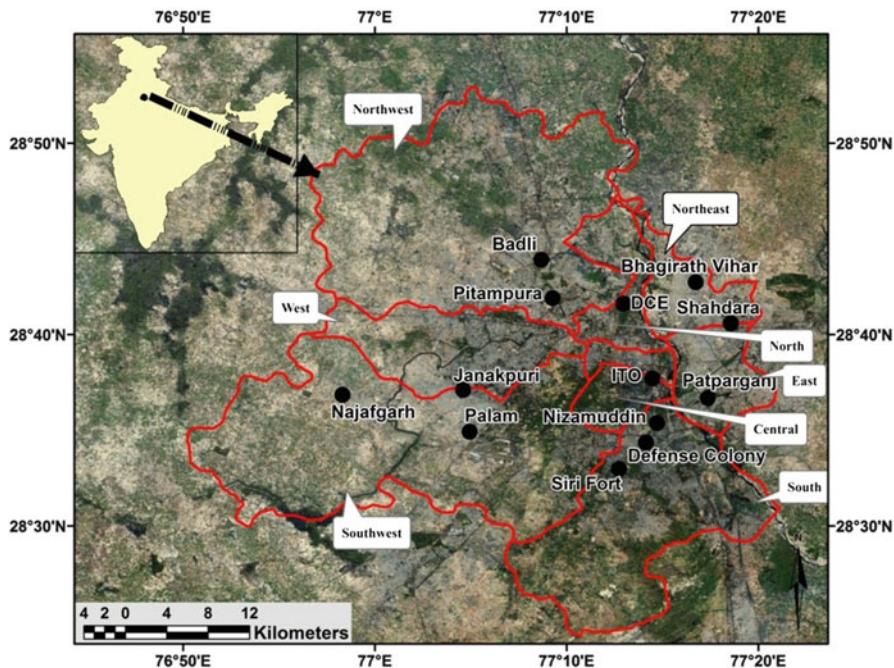 76°50'E 77°0'E 77°10'E 77°20'E
28°50'N 28°50'N
Northwest
Northeast
Badli
Bhagirath Vihar
Pitampura DCE Shahdara
West
28°40'N 28°40'N
North
Janakpuri ITO Patparganj East
Najafgarh Palam Nizamuddin Central
Defense Colony
Siri Fort South
28°30'N 28°30'N
Southwest
4 2 0 4 8 12
Kilometers
76°50'E 77°0'E 77°10'E 77°20'E